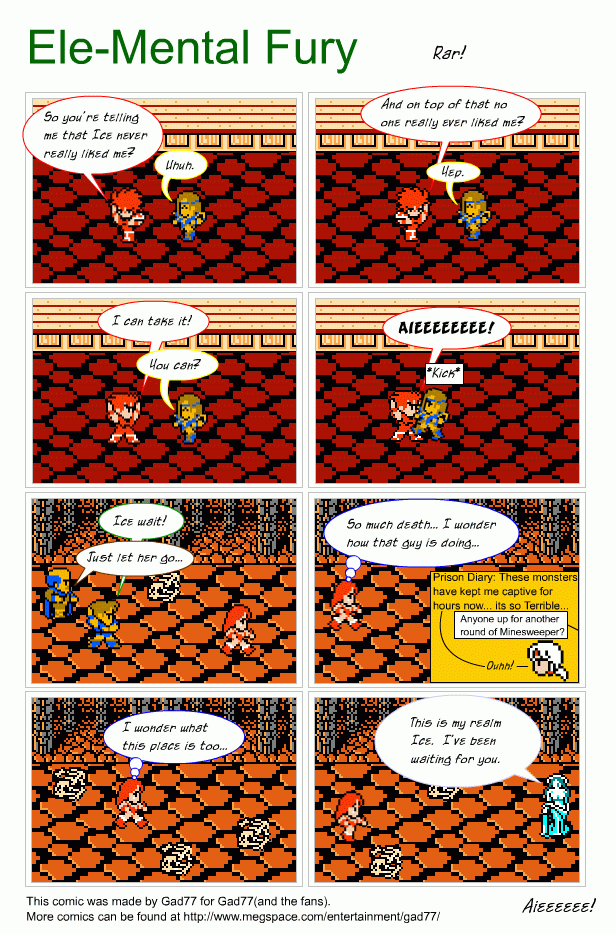 Ele-Mental Fury
Rar!
So you're telling
me that Ice never
really liked me?
Uhuh.
And on top of that no
one really ever liked me?
Yep.
I can take it!
You can?
AIEEEEEEEE!
*Kick*
Ice wait!
Just let her go...
So much death... I wonder
how that guy is doing...
Prison Diary: These monsters
have kept me captive for
hours now... its so Terrible...
Anyone up for another
round of Minesweeper?
Ouhh!
I wonder what
this place is too...
This is my realm
Ice. I've been
waiting for you.
This comic was made by Gad77 for Gad77(and the fans).
More comics can be found at http://www.megspace.com/entertainment/gad77/
Aieeeeee!